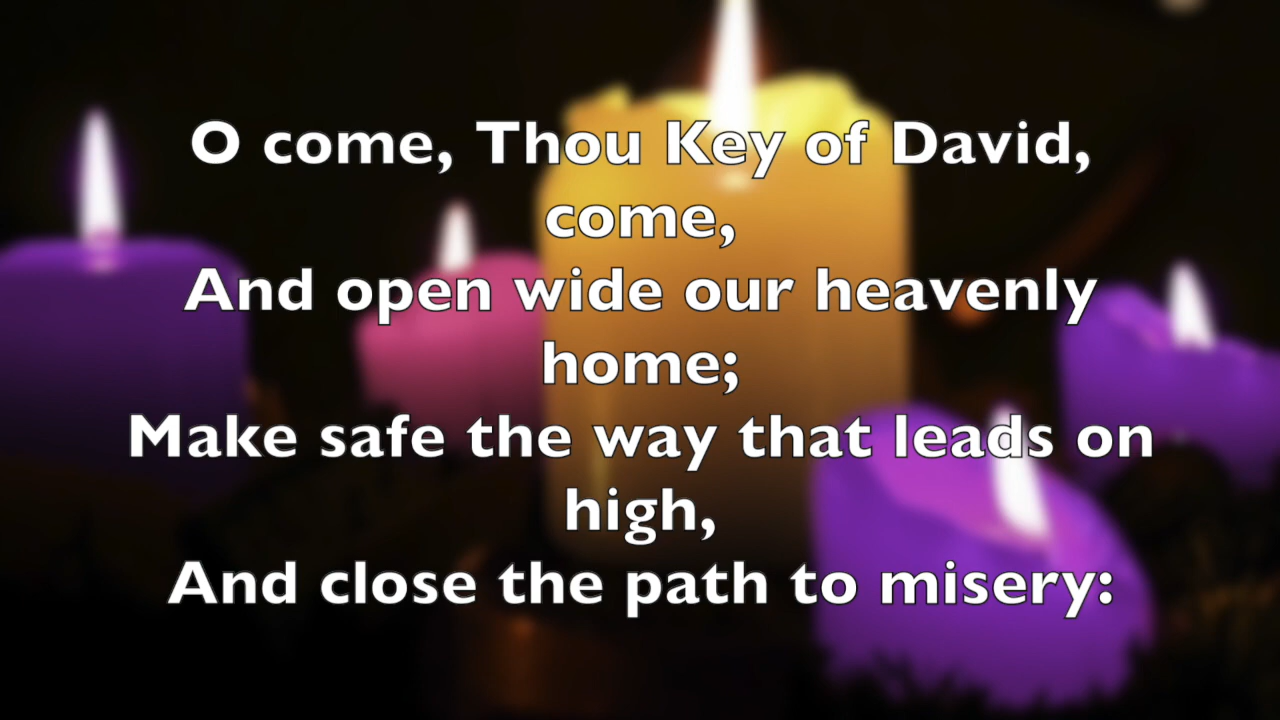 O come, Thou Key of David,
come,
And open wide our heavenly
home;
Make safe the way that leads on
high,
And close the path to misery: